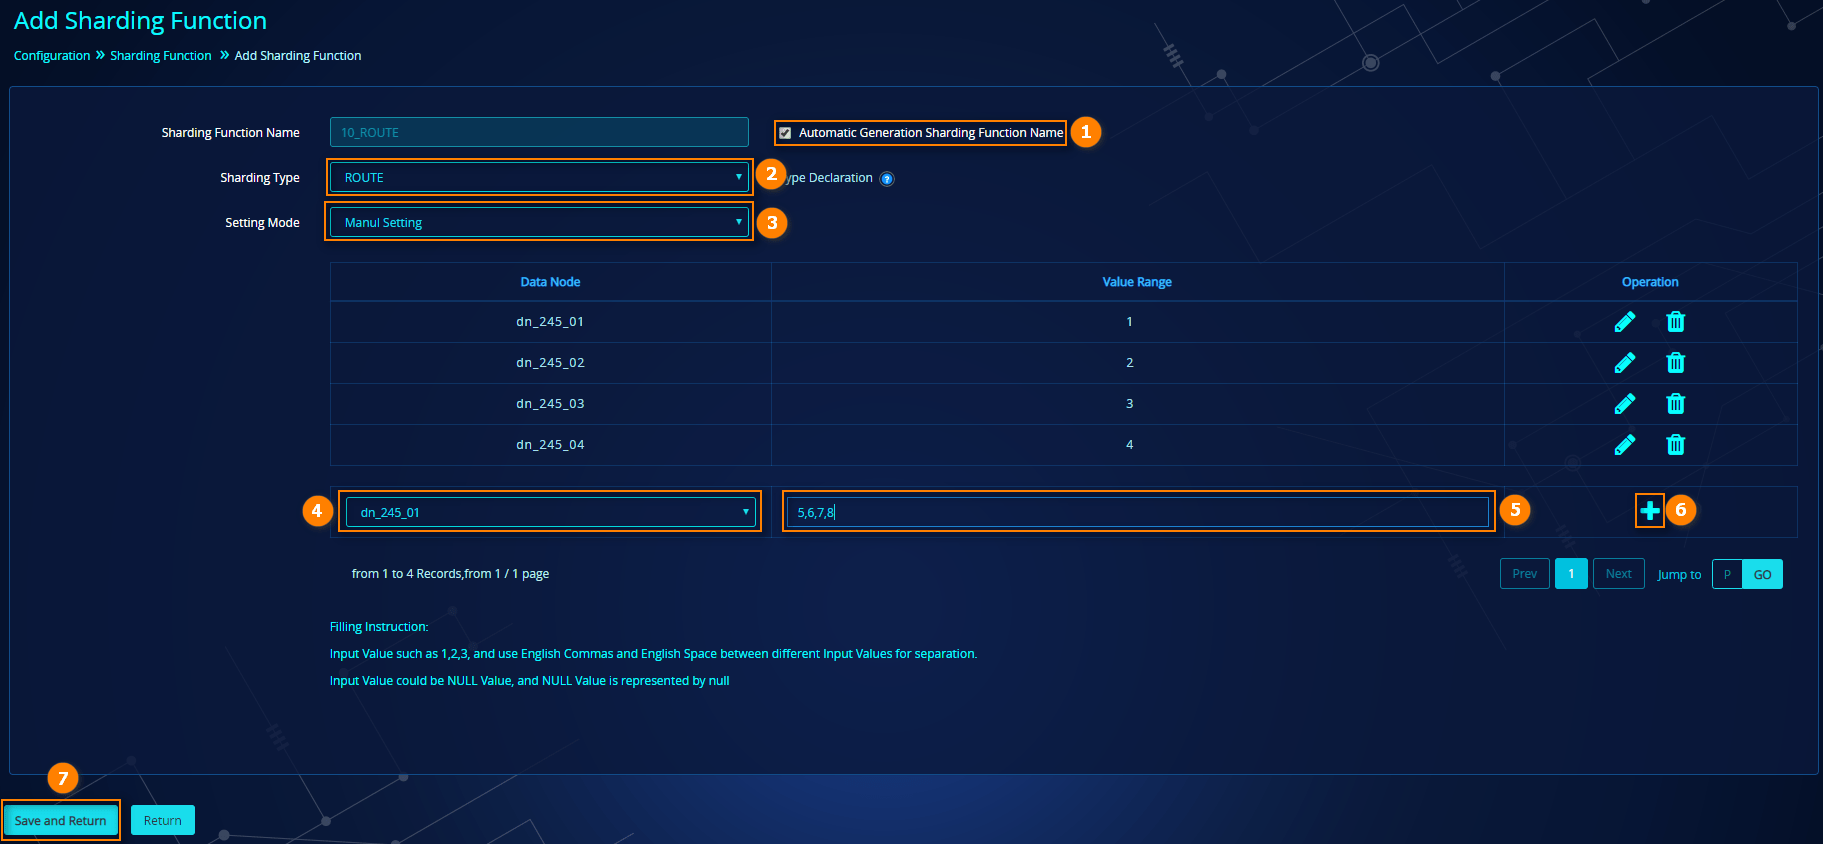 Add Sharding Function
Configuration » Sharding Function » Add Sharding Function
Sharding Function Name 10_ROUTE Automatic Generation Sharding Function Name 1
Sharding Type ROUTE 2 ype Declaration ?
Setting Mode Manul Setting 3
Data Node Value Range Operation
dn_245_01 1
dn_245_02 2
dn_245_03 3
dn_245_04 4
4 dn_245_01 5,6,7,8 5 6
from 1 to 4 Records,from 1 / 1 page Prev 1 Next Jump to P GO
Filling Instruction:
Input Value such as 1,2,3, and use English Commas and English Space between different Input Values for separation.
Input Value could be NULL Value, and NULL Value is represented by null
7
Save and Return Return